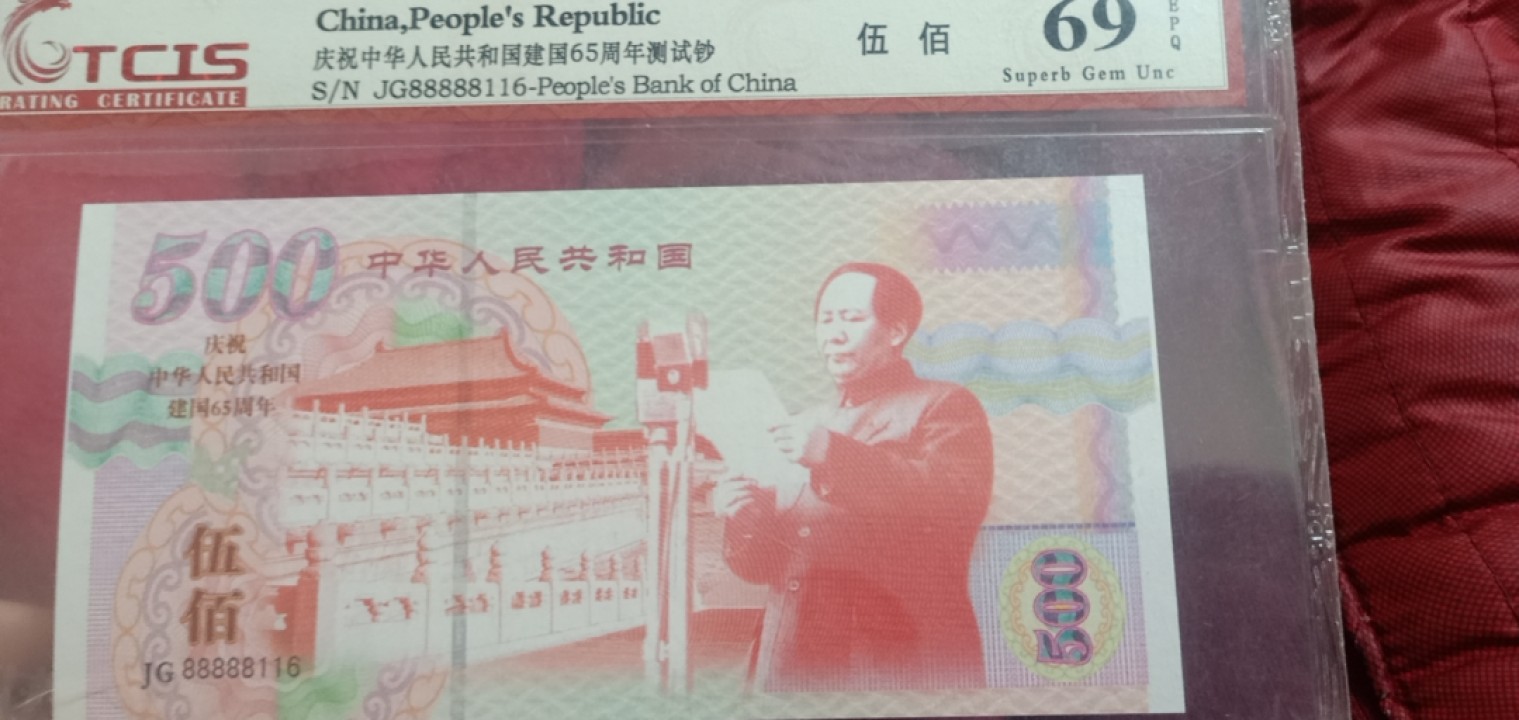 TCIS
RATING CERTIFICATE
China,People's Republic
庆祝中华人民共和国建国65周年测试钞
S/N JG88888116-People's Bank of China
伍佰
69
EPQ
Superb Gem Unc
500
中华人民共和国
庆祝
中华人民共和国
建国65周年
伍
佰
JG 88888116
500